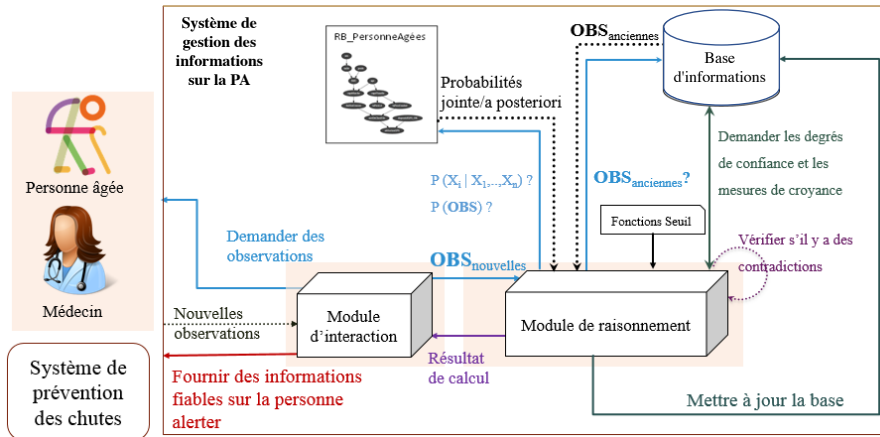 Système de
gestion des
informations
sur la PA
RB_PersonneAgées
Probabilités
jointe/a posteriori
OBSanciennes
Base
d'informations
Personne âgée
Médecin
P (Xi | X1,..,Xn) ?
P (OBS) ?
OBSanciennes?
Demander les degrés
de confiance et les
mesures de croyance
Fonctions Seuil
Vérifier s'il y a des
contradictions
Demander des
observations
OBSnouvelles
Module
d'interaction
Module de raisonnement
Nouvelles
observations
Résultat
de calcul
Système de
prévention
des chutes
Fournir des informations
fiables sur la personne
alerter
Mettre à jour la base